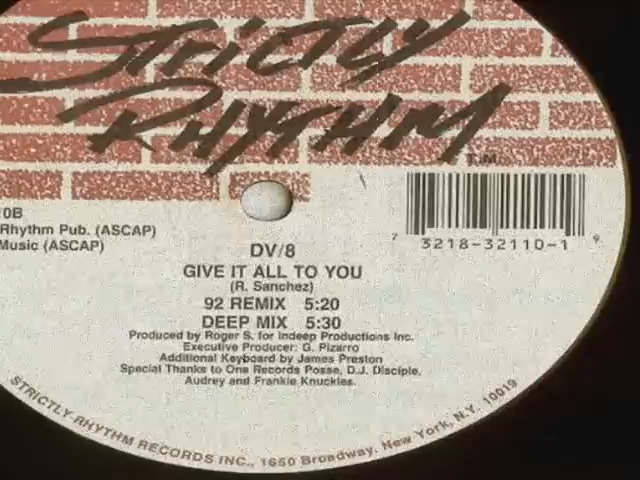 STRICTLY
RHYTHM
T.M.
10B
Rhythm Pub. (ASCAP)
Music (ASCAP)
7 3218-32110-1 9
DV/8
GIVE IT ALL TO YOU
(R. Sanchez)
92 REMIX 5:20
DEEP MIX 5:30
Produced by Roger S. for Indeep Productions Inc.
Executive Producer: G. Pizarro
Additional Keyboard by James Preston
Special Thanks to One Records Posse, D.J. Disciple,
Audrey and Frankie Knuckles.
STRICTLY RHYTHM RECORDS INC., 1650 Broadway, New York, N.Y. 10019